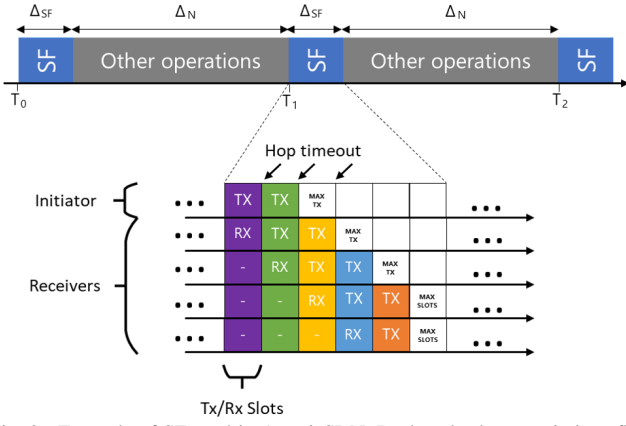 ΔSF ΔN ΔSF ΔN
SF Other operations SF Other operations SF
T0 T1 T2
Hop timeout
Initiator TX TX MAX TX
RX TX TX MAX TX
Receivers - RX TX TX MAX TX
- - RX TX TX MAX SLOTS
- - - RX TX MAX SLOTS
Tx/Rx Slots